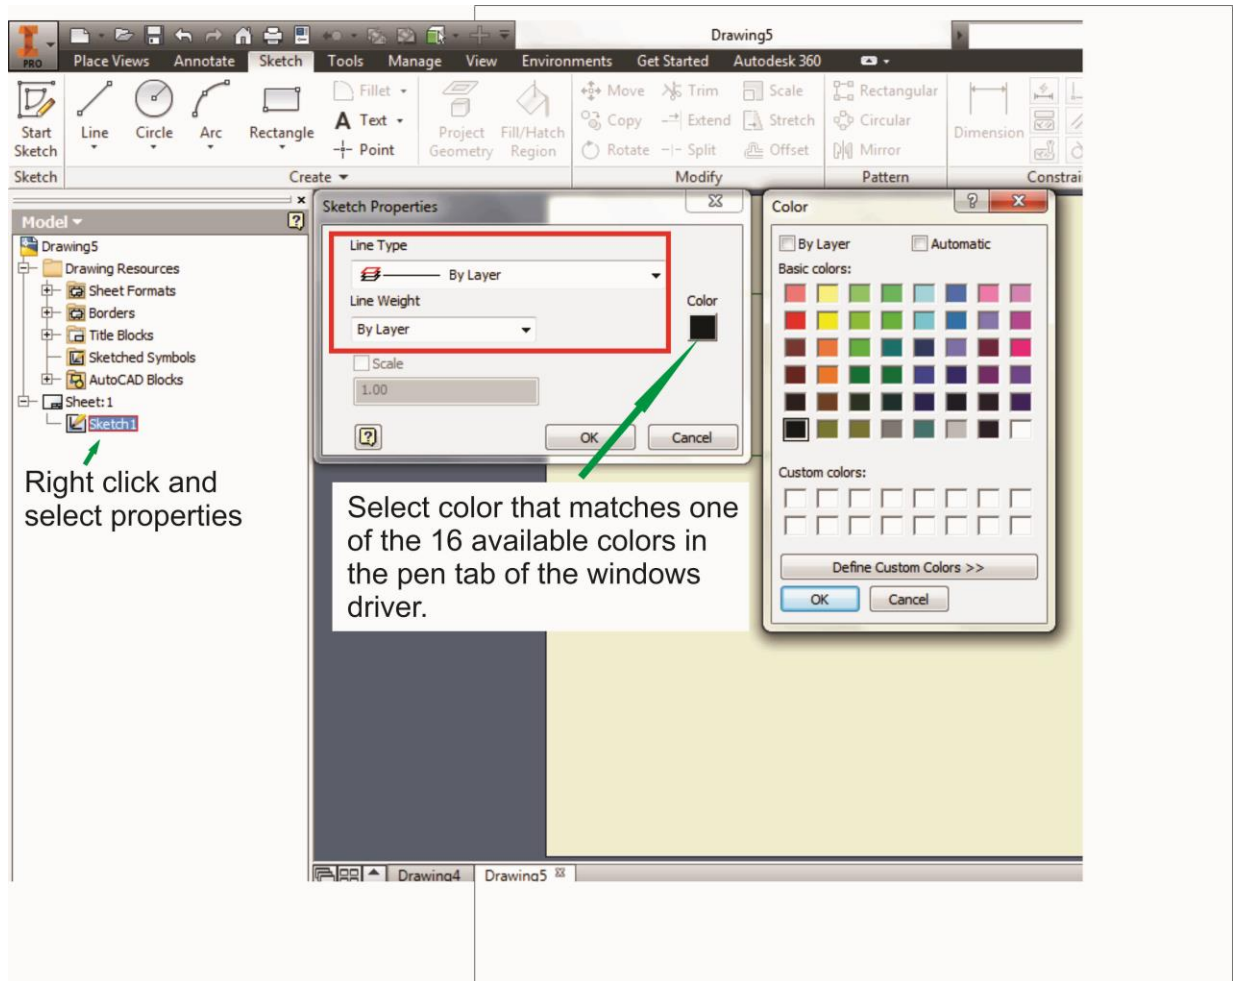 Drawing5
PRO
Place Views Annotate Sketch Tools Manage View Environments Get Started Autodesk 360
Start
Sketch
Line
Circle
Arc
Rectangle
Fillet
A Text
Point
Project
Geometry
Fill/Hatch
Region
Move
Copy
Rotate
Trim
Extend
Split
Scale
Stretch
Offset
Rectangular
Circular
Mirror
Dimension
Sketch
Create
Modify
Pattern
Constrai
Model
Drawing5
Drawing Resources
Sheet Formats
Borders
Title Blocks
Sketched Symbols
AutoCAD Blocks
Sheet:1
Sketch1
Right click and
select properties
Sketch Properties
Line Type
By Layer
Line Weight
By Layer
Color
Scale
1.00
OK
Cancel
Select color that matches one
of the 16 available colors in
the pen tab of the windows
driver.
Color
By Layer
Automatic
Basic colors:
Custom colors:
Define Custom Colors >>
OK
Cancel
Drawing4
Drawing5